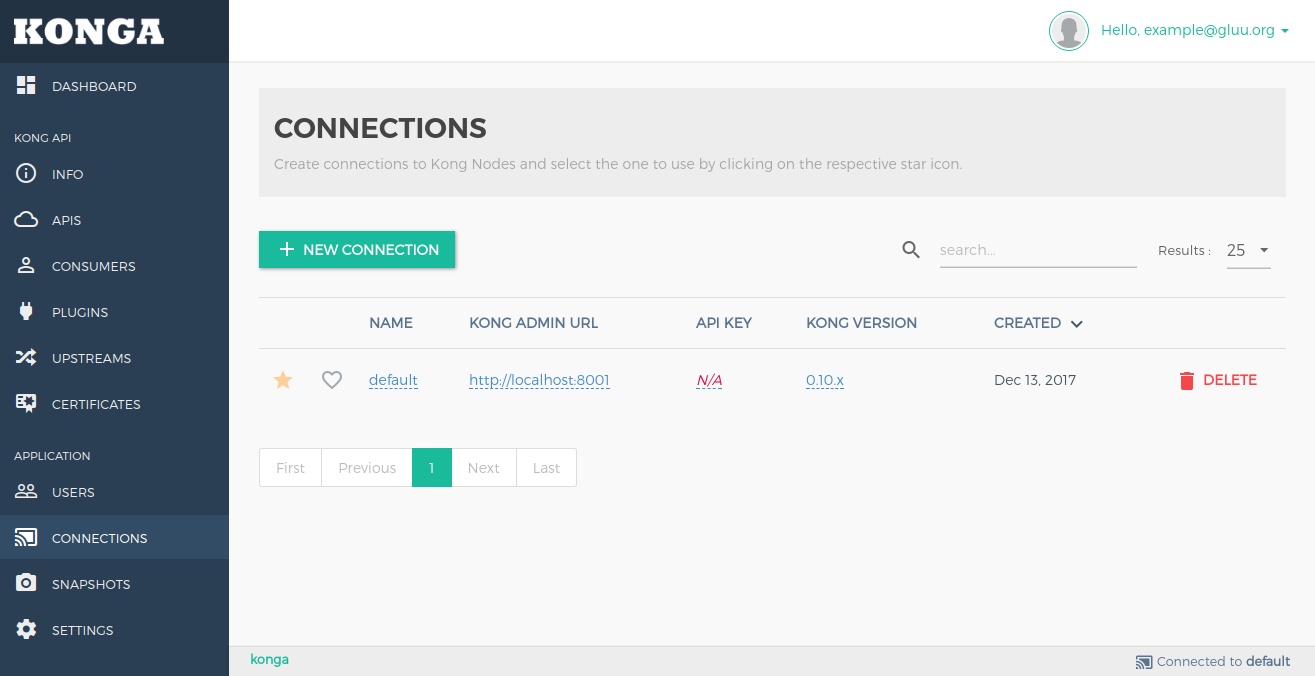 KONGA
Hello, example@gluu.org
DASHBOARD
KONG API
INFO
APIS
CONSUMERS
PLUGINS
UPSTREAMS
CERTIFICATES
APPLICATION
USERS
CONNECTIONS
SNAPSHOTS
SETTINGS
CONNECTIONS
Create connections to Kong Nodes and select the one to use by clicking on the respective star icon.
NEW CONNECTION
search...
Results : 25
NAME KONG ADMIN URL API KEY KONG VERSION CREATED
default http://localhost:8001 N/A 0.10.x Dec 13, 2017 DELETE
First Previous 1 Next Last
konga
Connected to default